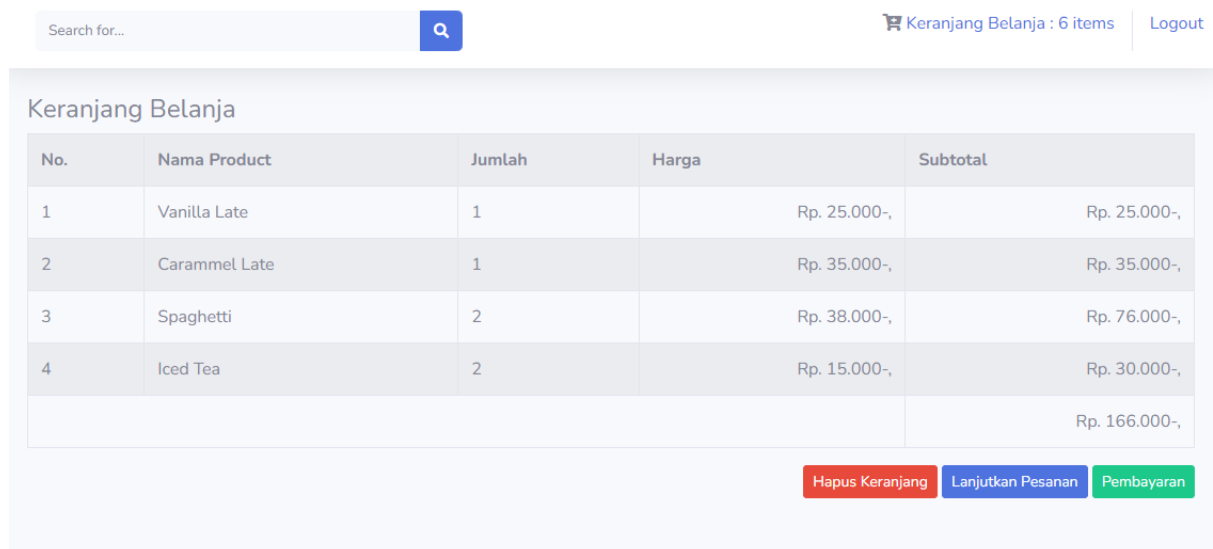 Search for...
Keranjang Belanja : 6 items Logout
Keranjang Belanja
No. Nama Product Jumlah Harga Subtotal
1 Vanilla Late 1 Rp. 25.000-, Rp. 25.000-,
2 Carammel Late 1 Rp. 35.000-, Rp. 35.000-,
3 Spaghetti 2 Rp. 38.000-, Rp. 76.000-,
4 Iced Tea 2 Rp. 15.000-, Rp. 30.000-,
Rp. 166.000-,
Hapus Keranjang Lanjutkan Pesanan Pembayaran